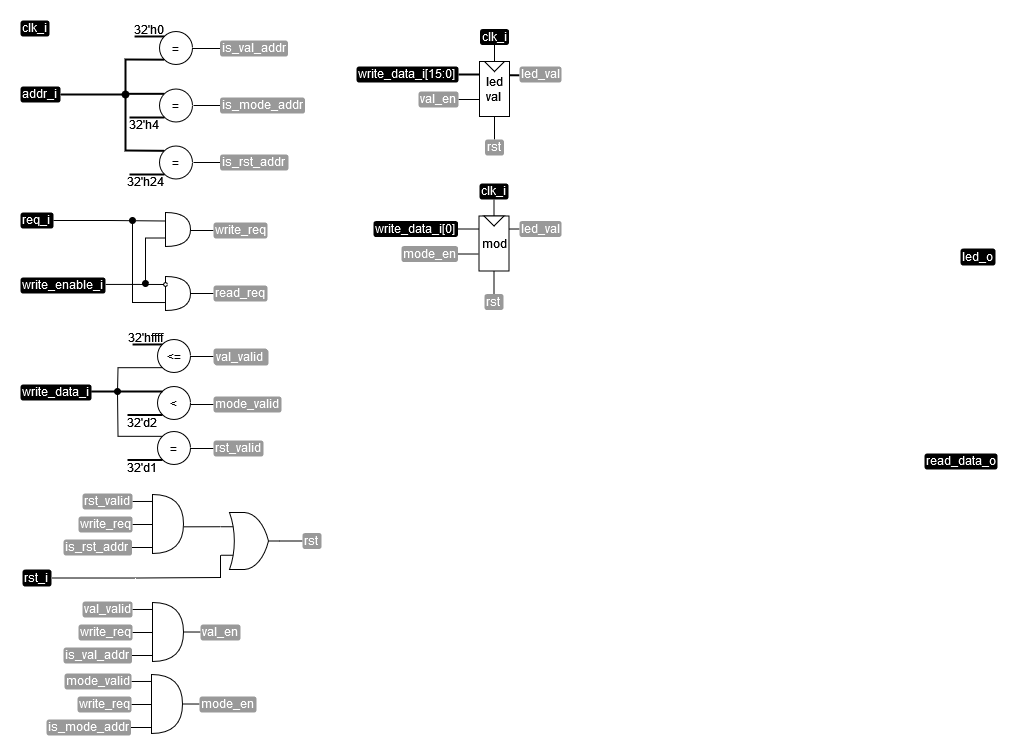 clk_i
32'h0
=
is_val_addr
addr_i
=
is_mode_addr
32'h4
=
is_rst_addr
32'h24
req_i
write_req
write_enable_i
read_req
32'hffff
<=
val_valid
write_data_i
<
mode_valid
32'd2
=
rst_valid
32'd1
rst_valid
write_req
is_rst_addr
rst
rst_i
val_valid
write_req
val_en
is_val_addr
mode_valid
write_req
mode_en
is_mode_addr
clk_i
write_data_i[15:0]
led_val
led
val
val_en
rst
clk_i
write_data_i[0]
led_val
mod
mode_en
rst
led_o
read_data_o